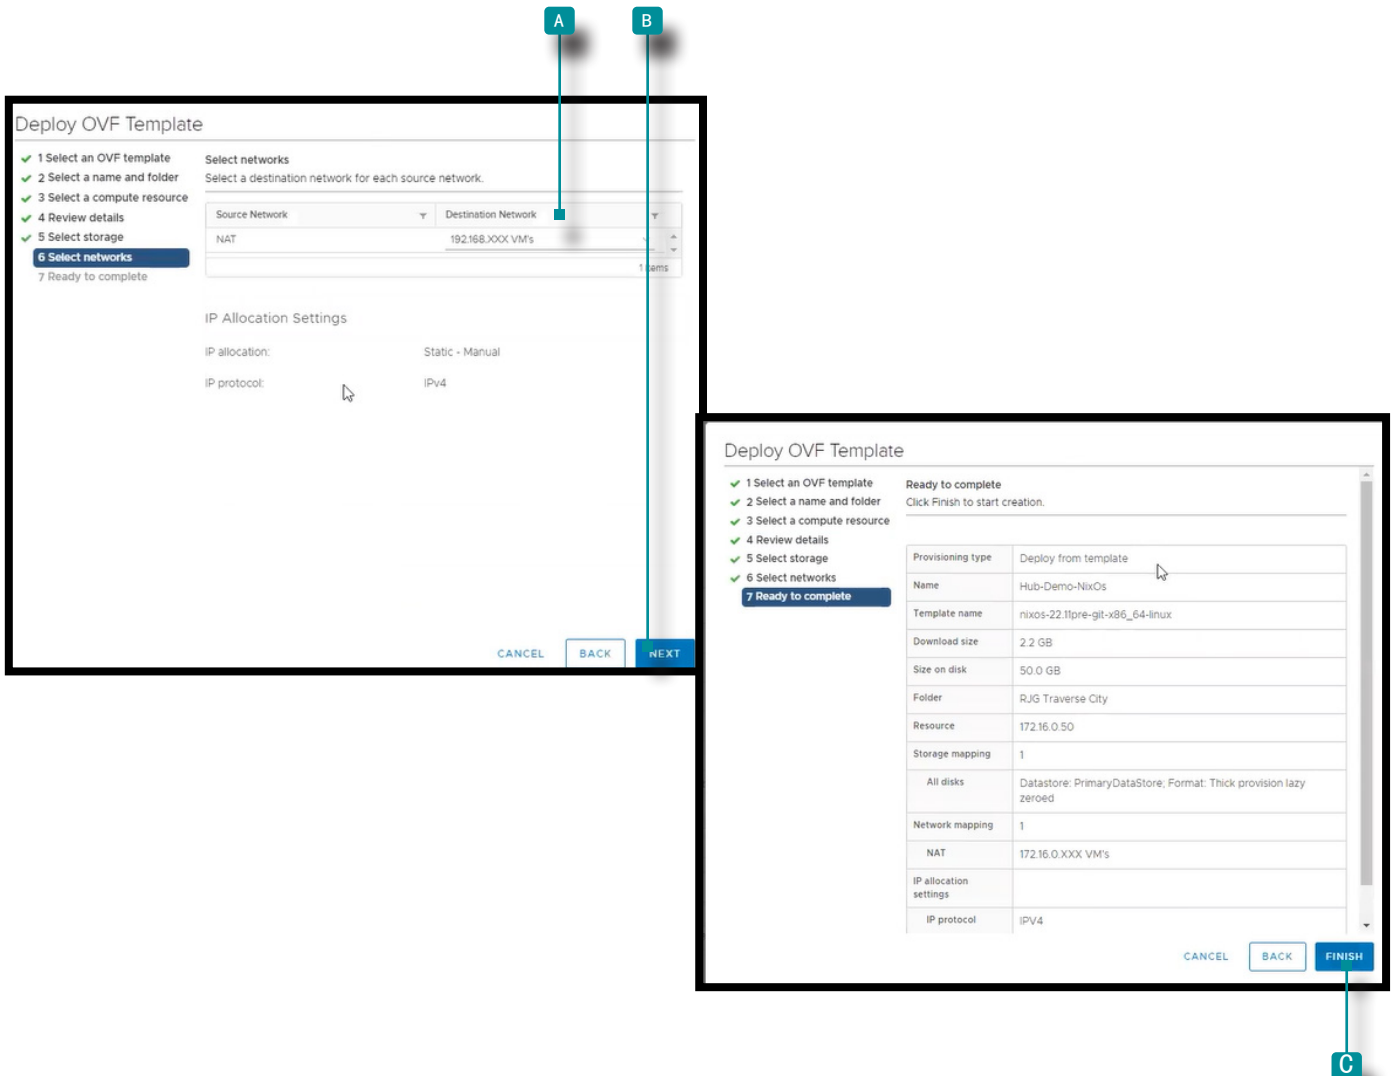 A
B
Deploy OVF Template
1 Select an OVF template
2 Select a name and folder
3 Select a compute resource
4 Review details
5 Select storage
6 Select networks
7 Ready to complete
Select networks
Select a destination network for each source network.
Source Network
Destination Network
NAT
192.168.XXX VM's
1 items
IP Allocation Settings
IP allocation:
Static - Manual
IP protocol:
IPv4
CANCEL
BACK
NEXT
Deploy OVF Template
1 Select an OVF template
2 Select a name and folder
3 Select a compute resource
4 Review details
5 Select storage
6 Select networks
7 Ready to complete
Ready to complete
Click Finish to start creation.
Provisioning type
Deploy from template
Name
Hub-Demo-NixOs
Template name
nixos-22.11pre-git-x86_64-linux
Download size
2.2 GB
Size on disk
50.0 GB
Folder
RJG Traverse City
Resource
172.16.0.50
Storage mapping
1
All disks
Datastore: PrimaryDataStore; Format: Thick provision lazy
zeroed
Network mapping
1
NAT
172.16.0.XXX VM's
IP allocation
settings
IP protocol
IPV4
CANCEL
BACK
FINISH
C